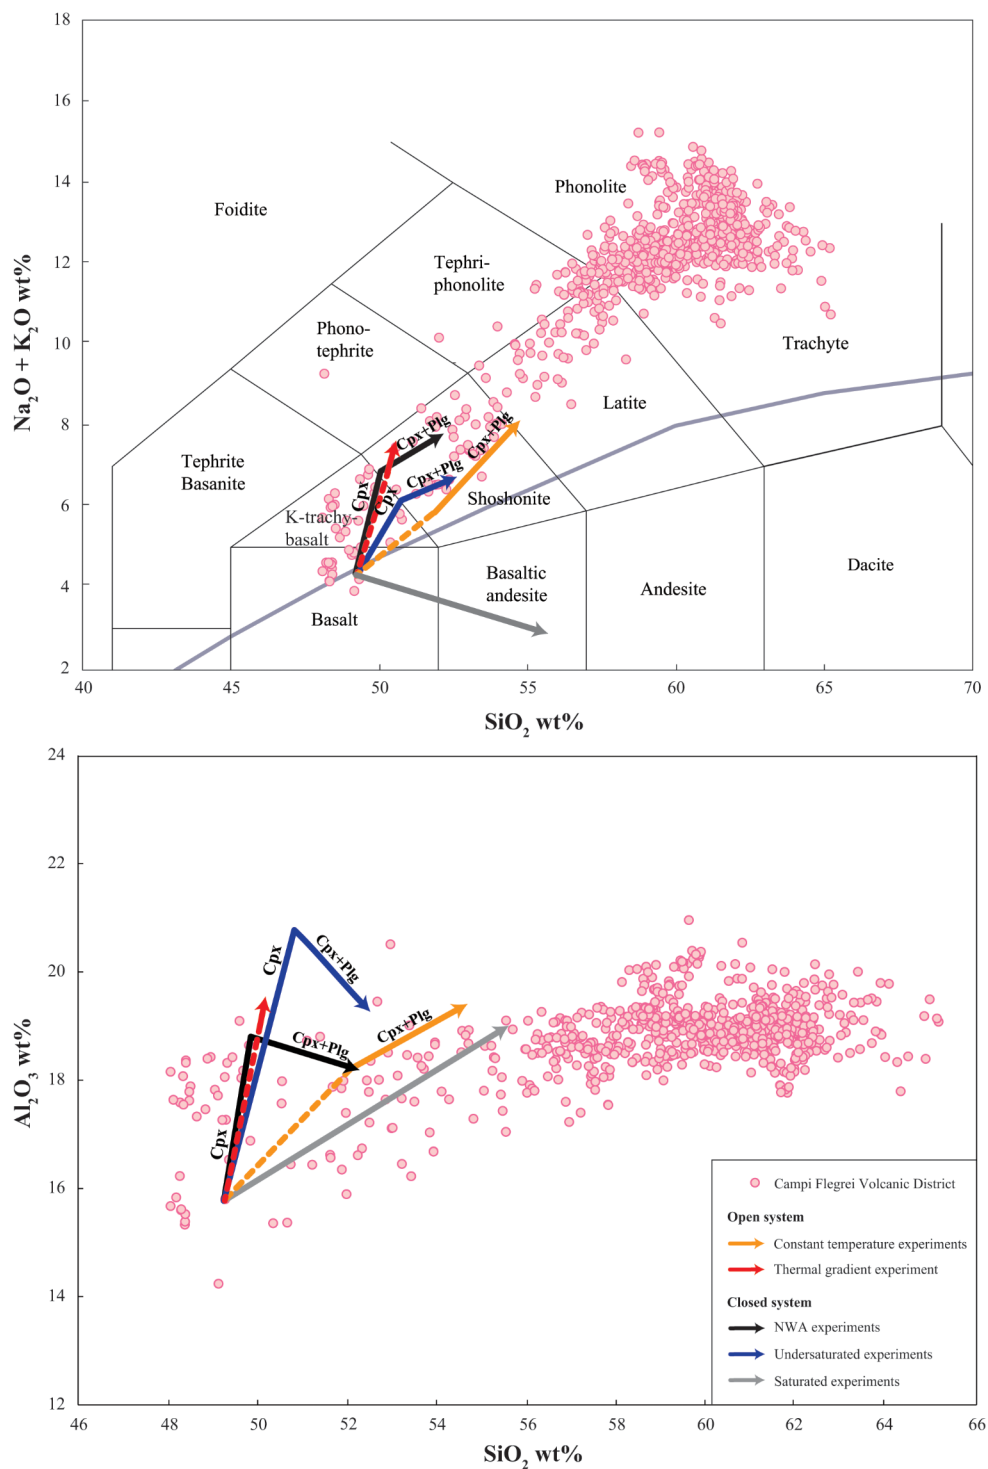 18
16
14
12
10
8
6
4
2
Na2O + K2O wt%
Foidite
Phonolite
Tephri-
phonolite
Phono-
tephrite
Trachyte
Latite
Tephrite
Basanite
Cpx+Plg
Cpx+Plg
Cpx
Cpx
Cpx+Plg
Shoshonite
K-trachy-
basalt
Basaltic
andesite
Andesite
Dacite
Basalt
40
45
50
55
60
65
70
SiO2 wt%
24
22
20
18
16
14
12
Al2O3 wt%
Cpx
Cpx+Plg
Cpx+Plg
Cpx+Plg
Cpx
Campi Flegrei Volcanic District
Open system
Constant temperature experiments
Thermal gradient experiment
Closed system
NWA experiments
Undersaturated experiments
Saturated experiments
46
48
50
52
54
56
58
60
62
64
66
SiO2 wt%